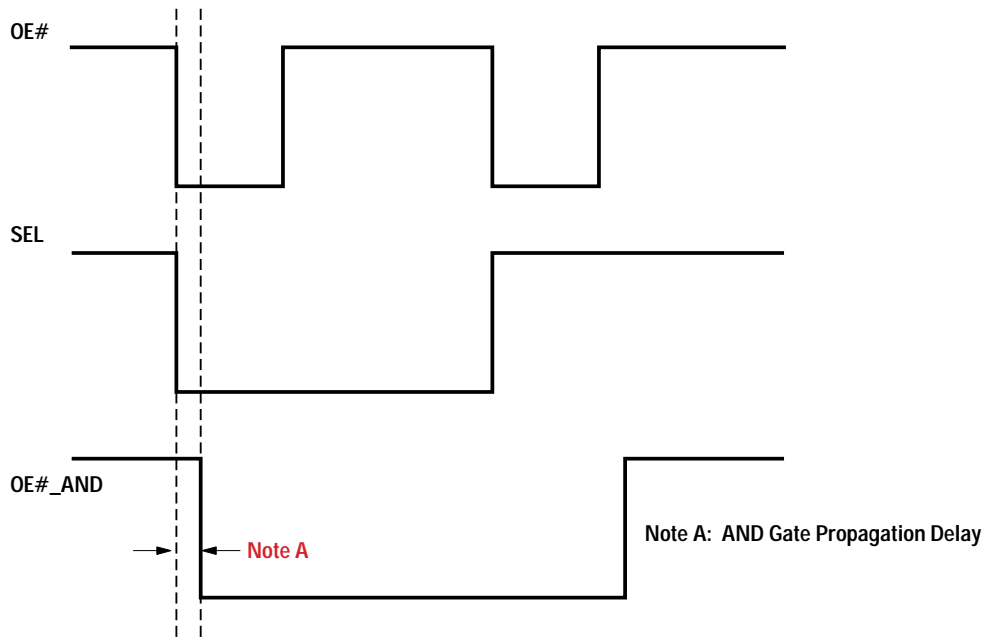 OE#
SEL
OE#_AND
Note A
Note A: AND Gate Propagation Delay